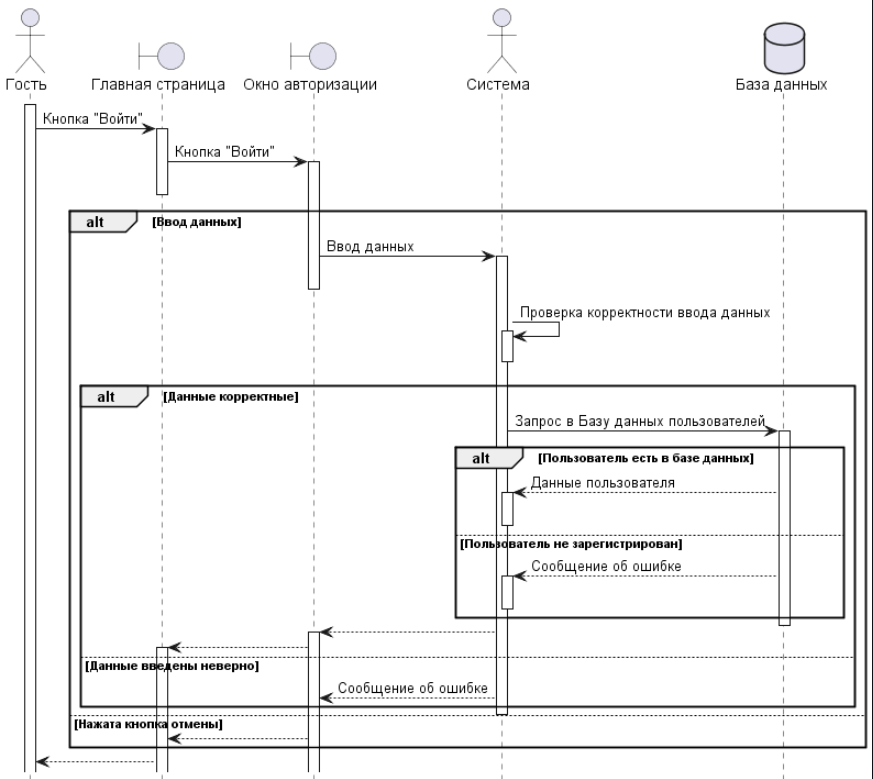 Гость
Главная страница
Окно авторизации
Система
База данных
Кнопка "Войти"
Кнопка "Войти"
alt
[Ввод данных]
Ввод данных
Проверка корректности ввода данных
alt
[Данные корректные]
Запрос в Базу данных пользователей
alt
[Пользователь есть в базе данных]
Данные пользователя
[Пользователь не зарегистрирован]
Сообщение об ошибке
[Данные введены неверно]
Сообщение об ошибке
[Нажата кнопка отмены]